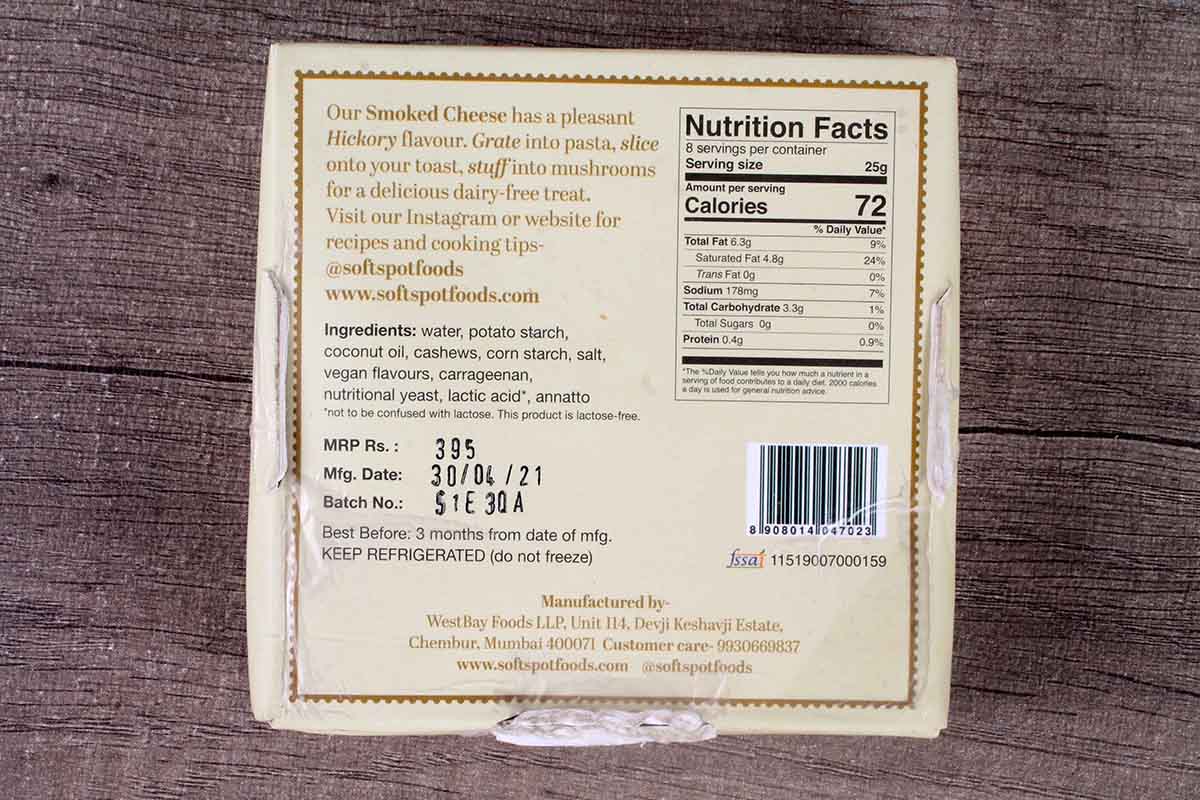 Our Smoked Cheese has a pleasant
Hickory flavour. Grate into pasta, slice
onto your toast, stuff into mushrooms
for a delicious dairy-free treat.
Visit our Instagram or website for
recipes and cooking tips-
@softspotfoods
www.softspotfoods.com
Ingredients: water, potato starch,
coconut oil, cashews, corn starch, salt,
vegan flavours, carrageenan,
nutritional yeast, lactic acid*, annatto
*not to be confused with lactose. This product is lactose-free.
MRP Rs. : 395
Mfg. Date: 30/04/21
Batch No.: S1E 30A
Best Before: 3 months from date of mfg.
KEEP REFRIGERATED (do not freeze)
Nutrition Facts
8 servings per container
Serving size 25g
Amount per serving
Calories 72
% Daily Value*
Total Fat 6.3g 9%
Saturated Fat 4.8g 24%
Trans Fat 0g 0%
Sodium 178mg 7%
Total Carbohydrate 3.3g 1%
Total Sugars 0g 0%
Protein 0.4g 0.9%
*The %Daily Value tells you how much a nutrient in a
serving of food contributes to a daily diet. 2000 calories
a day is used for general nutrition advice.
8 908014 047023
fssai 11519007000159
Manufactured by-
WestBay Foods LLP, Unit 114, Devji Keshavji Estate,
Chembur, Mumbai 400071 Customer care- 9930669837
www.softspotfoods.com @softspotfoods